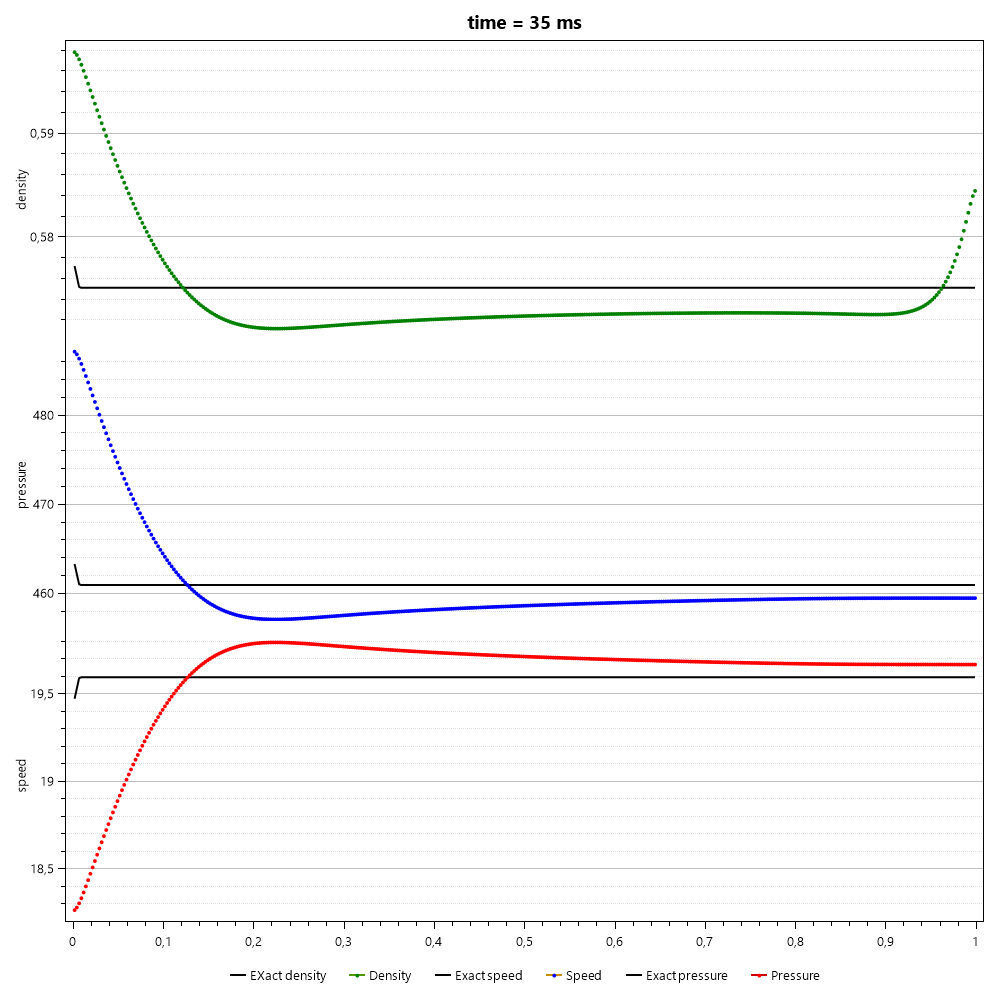 time = 35 ms
density
0,59
0,58
pressure
480
470
460
speed
19,5
19
18,5
0 0,1 0,2 0,3 0,4 0,5 0,6 0,7 0,8 0,9 1
EXact density Density Exact speed Speed Exact pressure Pressure